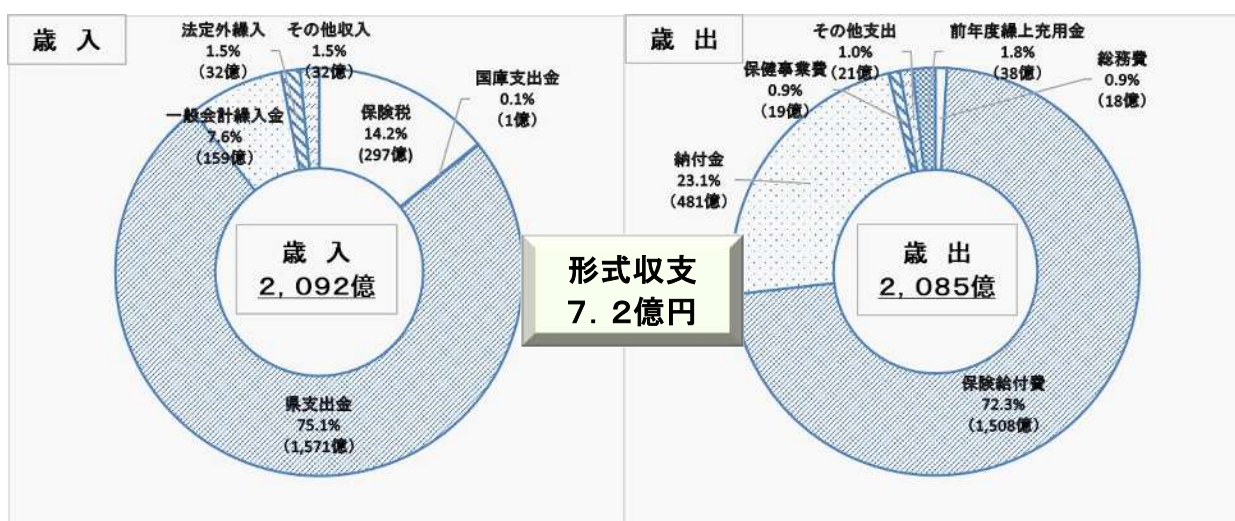 歳 入
法定外繰入
1.5%
(32億)
その他収入
1.5%
(32億)
国庫支出金
0.1%
(1億)
保険税
14.2%
(297億)
一般会計繰入金
7.6%
(159億)
歳 入
2,092億
県支出金
75.1%
(1,571億)
形式収支
7.2億円
歳 出
その他支出
1.0%
(21億)
前年度繰上充用金
1.8%
(38億)
総務費
0.9%
(18億)
保健事業費
0.9%
(19億)
納付金
23.1%
(481億)
歳 出
2,085億
保険給付費
72.3%
(1,508億)